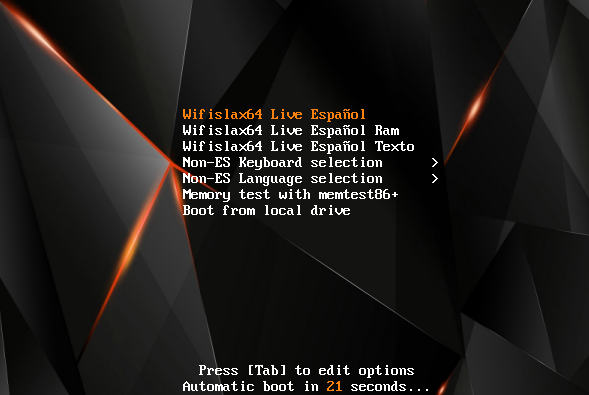 Wifislax64 Live Español
Wifislax64 Live Español Ram
Wifislax64 Live Español Texto
Non-ES Keyboard selection >
Non-ES Language selection >
Memory test with memtest86+
Boot from local drive
Press [Tab] to edit options
Automatic boot in 21 seconds...